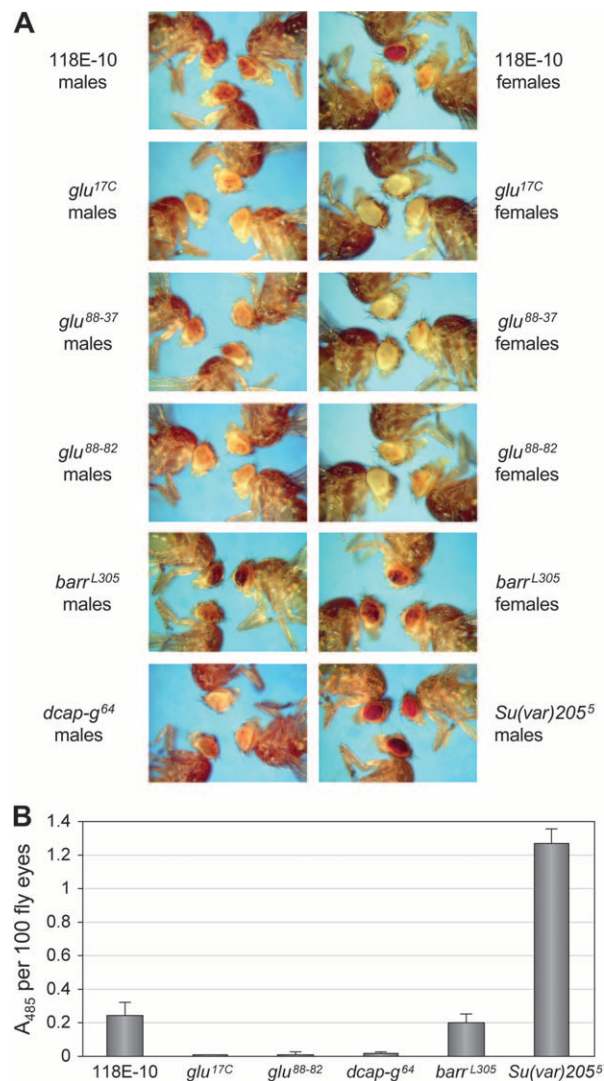 A
118E-10
males
118E-10
females
glu17C
males
glu17C
females
glu88-37
males
glu88-37
females
glu88-82
males
glu88-82
females
barrL305
males
barrL305
females
dcap-g64
males
Su(var)2055
males
B
A485 per 100 fly eyes
1.4
1.2
1
0.8
0.6
0.4
0.2
0
118E-10 glu17C glu88-82 dcap-g64 barrL305 Su(var)2055